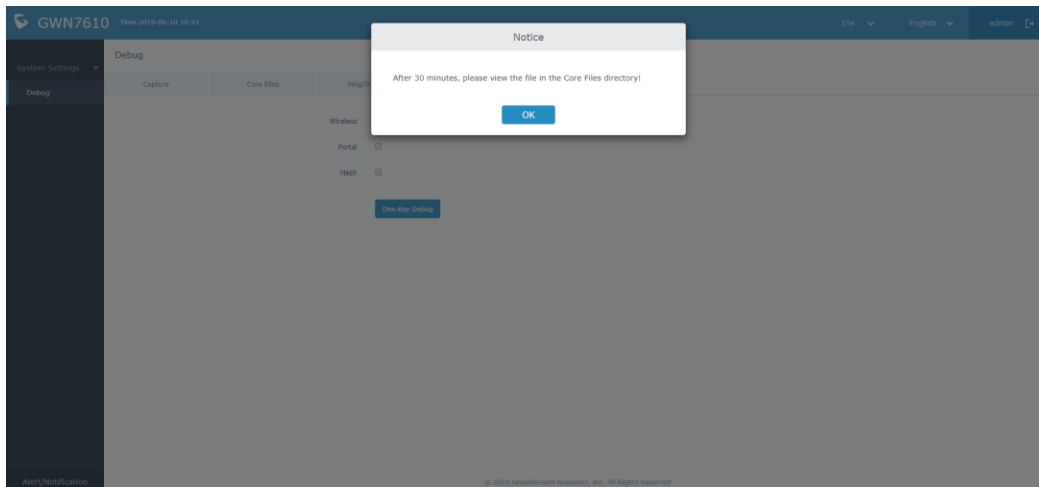 GWN7610 Time 2019-06-10 16:41
15s English admin
Notice
After 30 minutes, please view the file in the Core Files directory!
OK
System Settings
Debug
Debug
Capture Core Files Ping/Tr
Wireless
Portal
Mesh
One Key Debug
Alert/Notification
© 2018 Grandstream Networks, Inc. All Rights Reserved